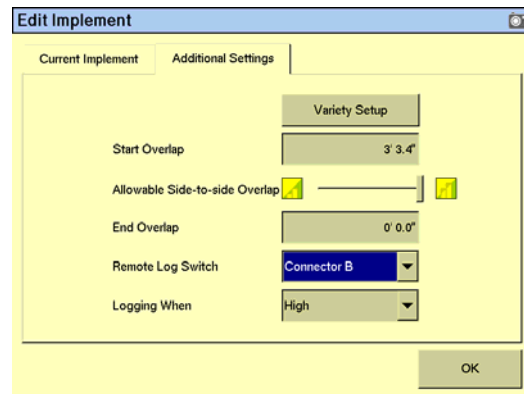 Edit Implement
Current Implement
Additional Settings
Variety Setup
Start Overlap
3' 3.4"
Allowable Side-to-side Overlap
End Overlap
0' 0.0"
Remote Log Switch
Connector B
Logging When
High
OK